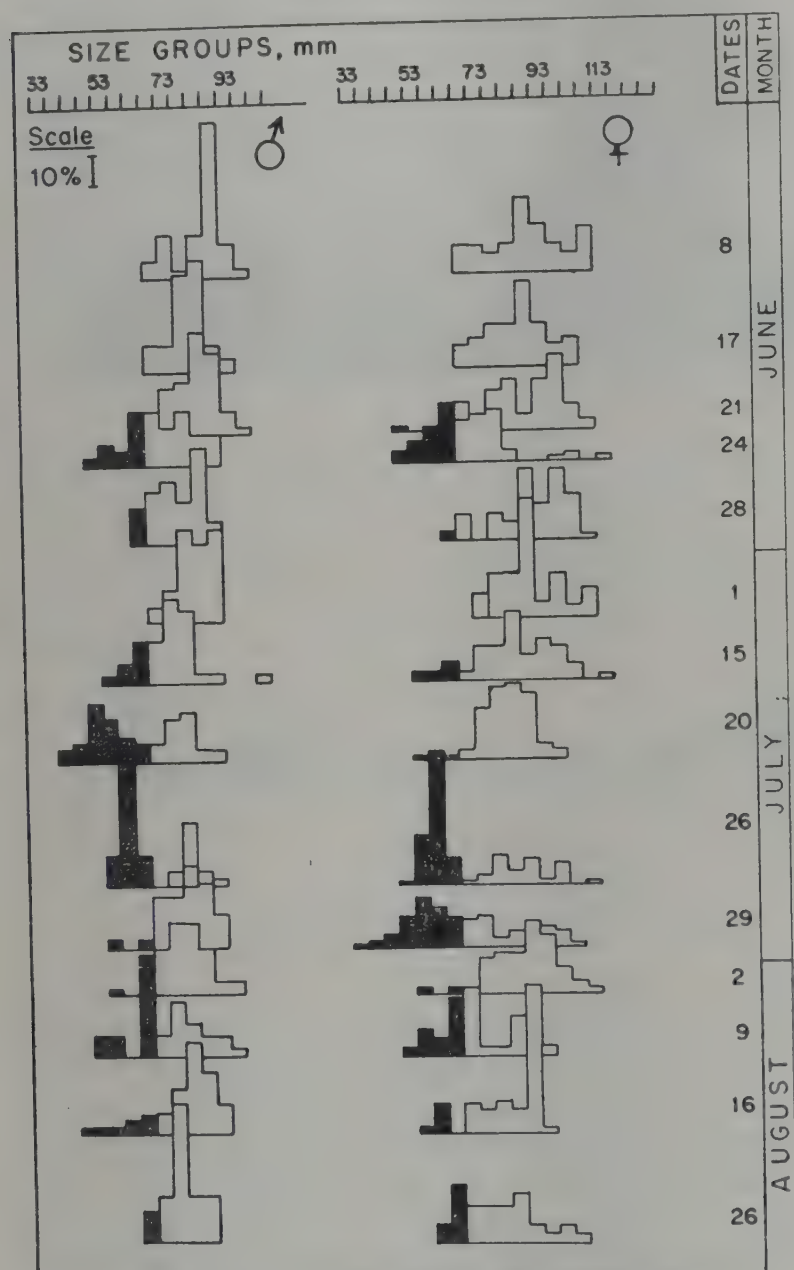 SIZE GROUPS, mm
33 53 73 93
33 53 73 93 113
DATES
MONTH
Scale
10%
♂
♀
8
17
21
24
28
JUNE
1
15
20
26
29
JULY
2
9
16
26
AUGUST